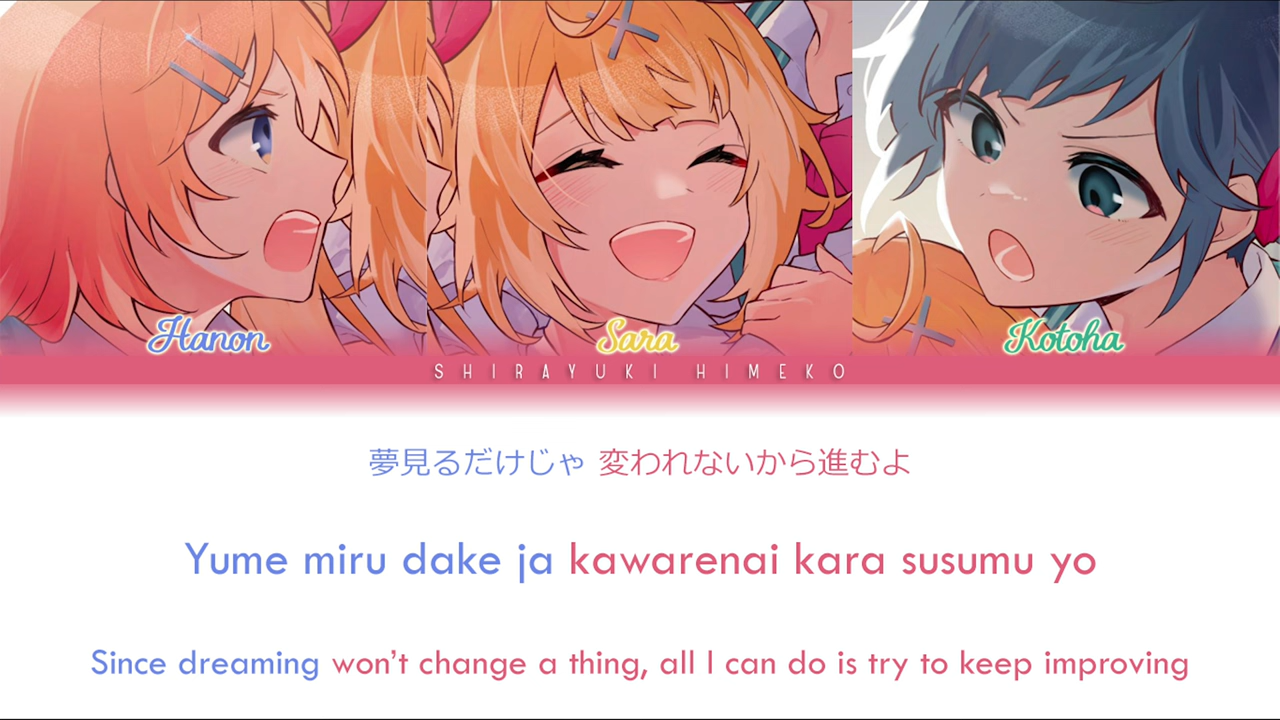 Hanon
Sara
Kotoha
SHIRAYUKI HIMEKO
夢見るだけじゃ 変われないから進むよ
Yume miru dake ja kawarenai kara susumu yo
Since dreaming won't change a thing, all I can do is try to keep improving